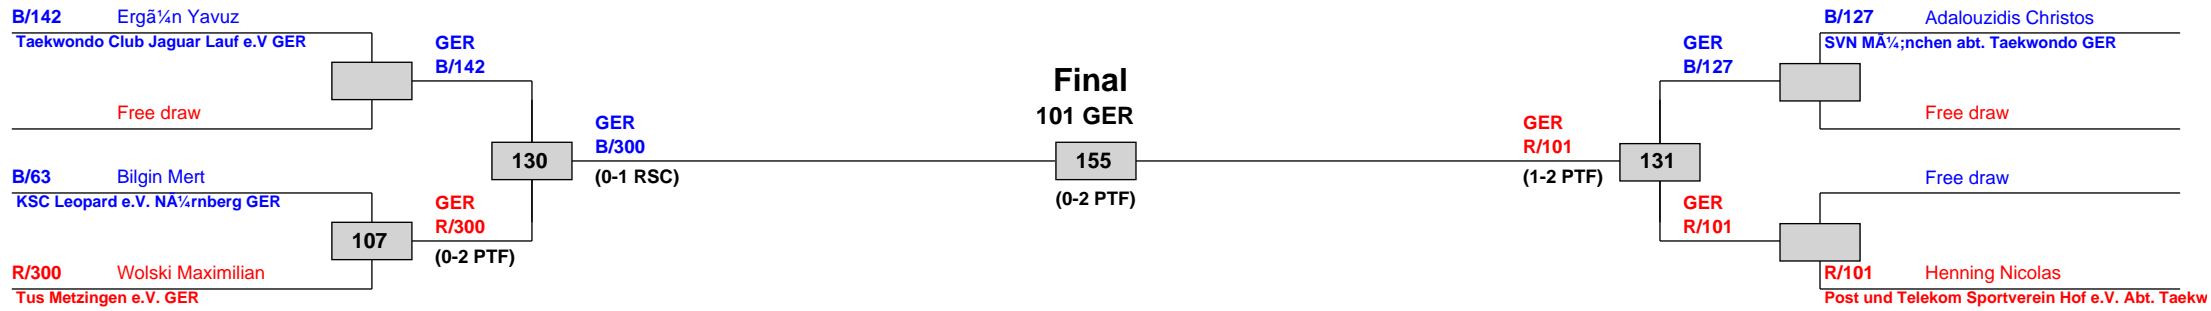 B/142 Ergã¼n Yavuz
Taekwondo Club Jaguar Lauf e.V GER
GER
B/142
Free draw
B/63 Bilgin Mert
KSC Leopard e.V. NÃ¼rnberg GER
107
GER
R/300
(0-2 PTF)
R/300 Wolski Maximilian
Tus Metzingen e.V. GER
130
GER
B/300
(0-1 RSC)
Final
101 GER
155
(0-2 PTF)
GER
R/101
(1-2 PTF)
131
GER
B/127
GER
R/101
B/127 Adalouzidis Christos
SVN MÃ¼;nchen abt. Taekwondo GER
Free draw
Free draw
R/101 Henning Nicolas
Post und Telekom Sportverein Hof e.V. Abt. Taekw